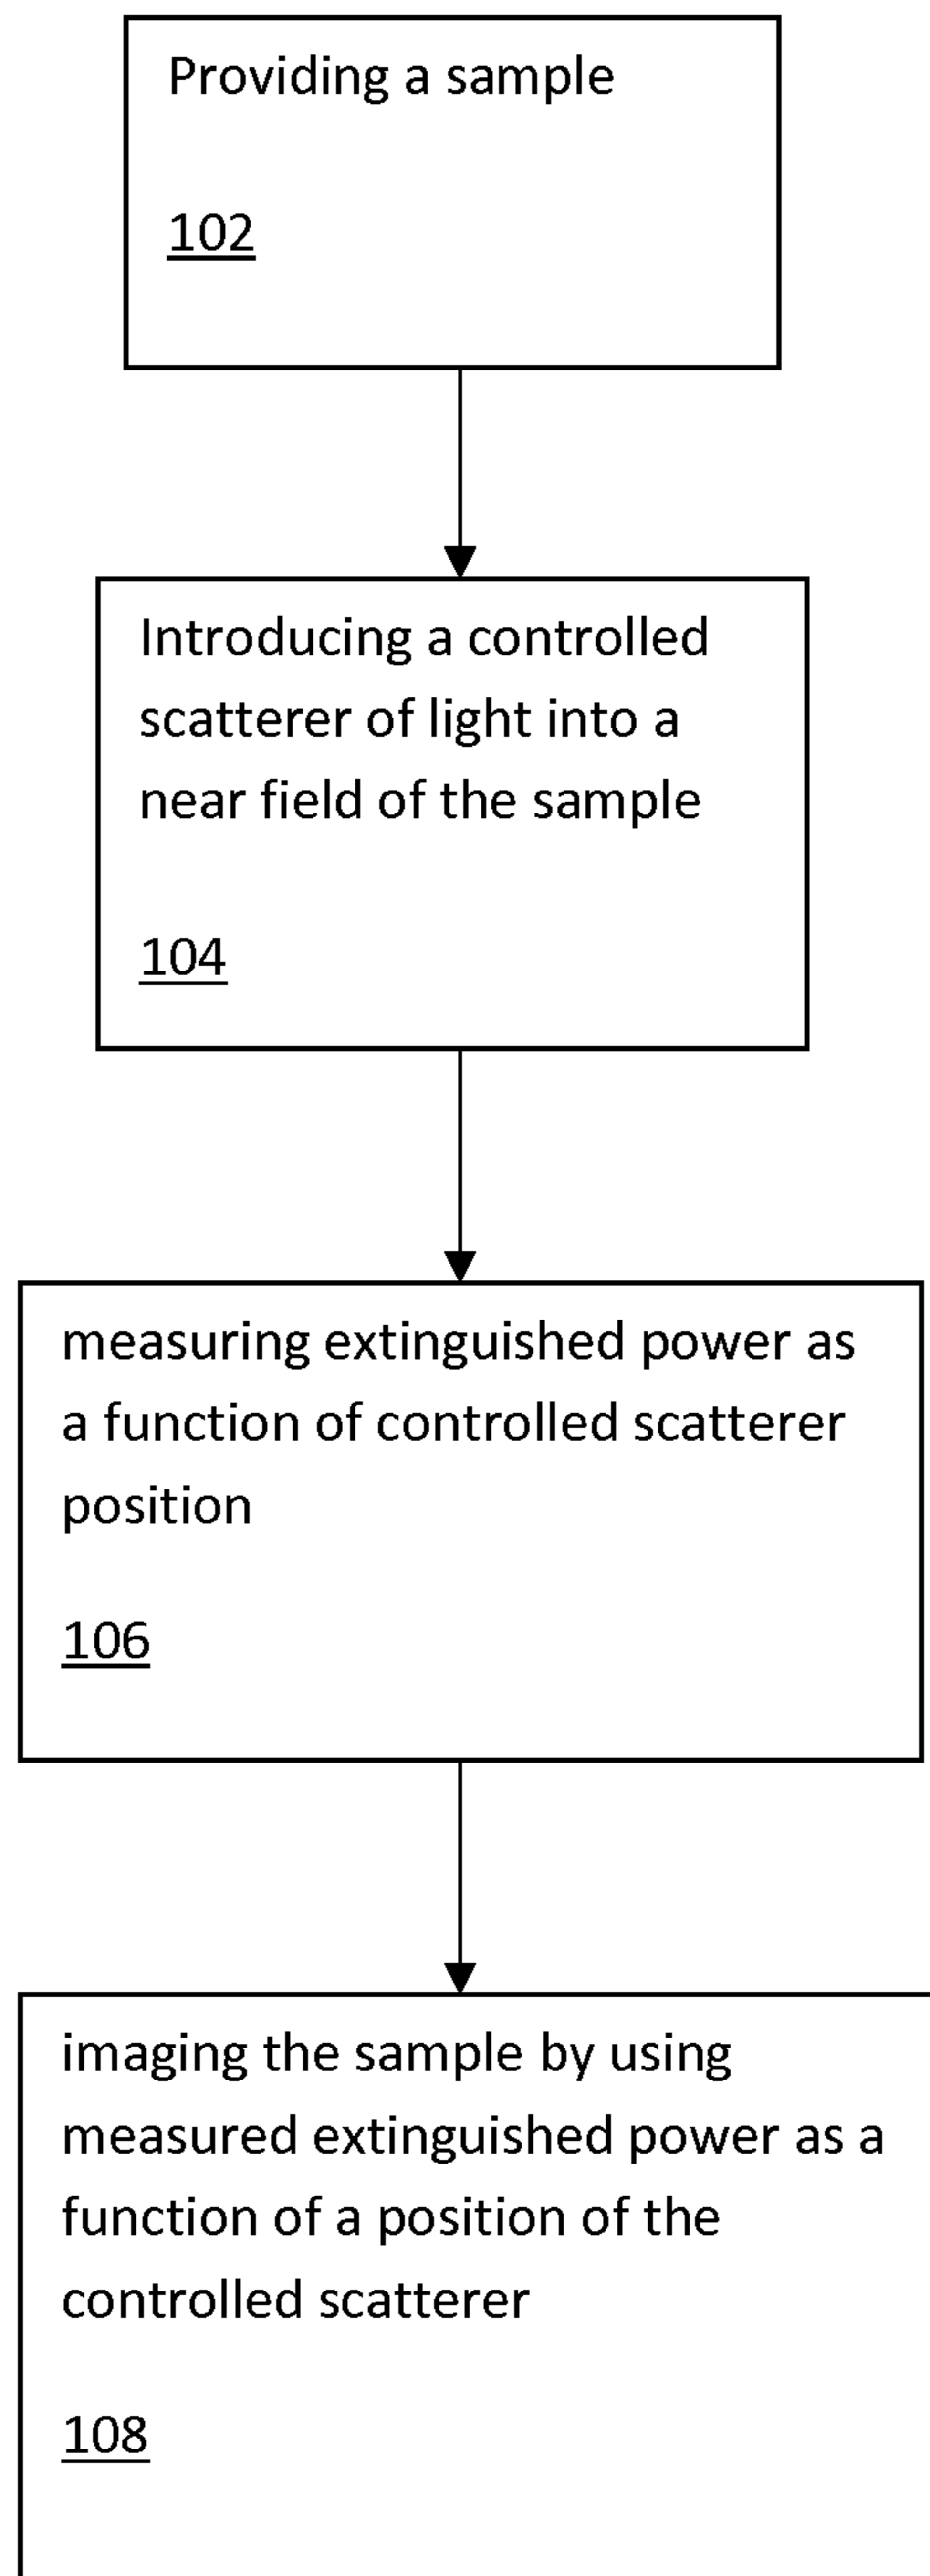 Providing a sample
102
Introducing a controlled
scatterer of light into a
near field of the sample
104
measuring extinguished power as
a function of controlled scatterer
position
106
imaging the sample by using
measured extinguished power as a
function of a position of the
controlled scatterer
108